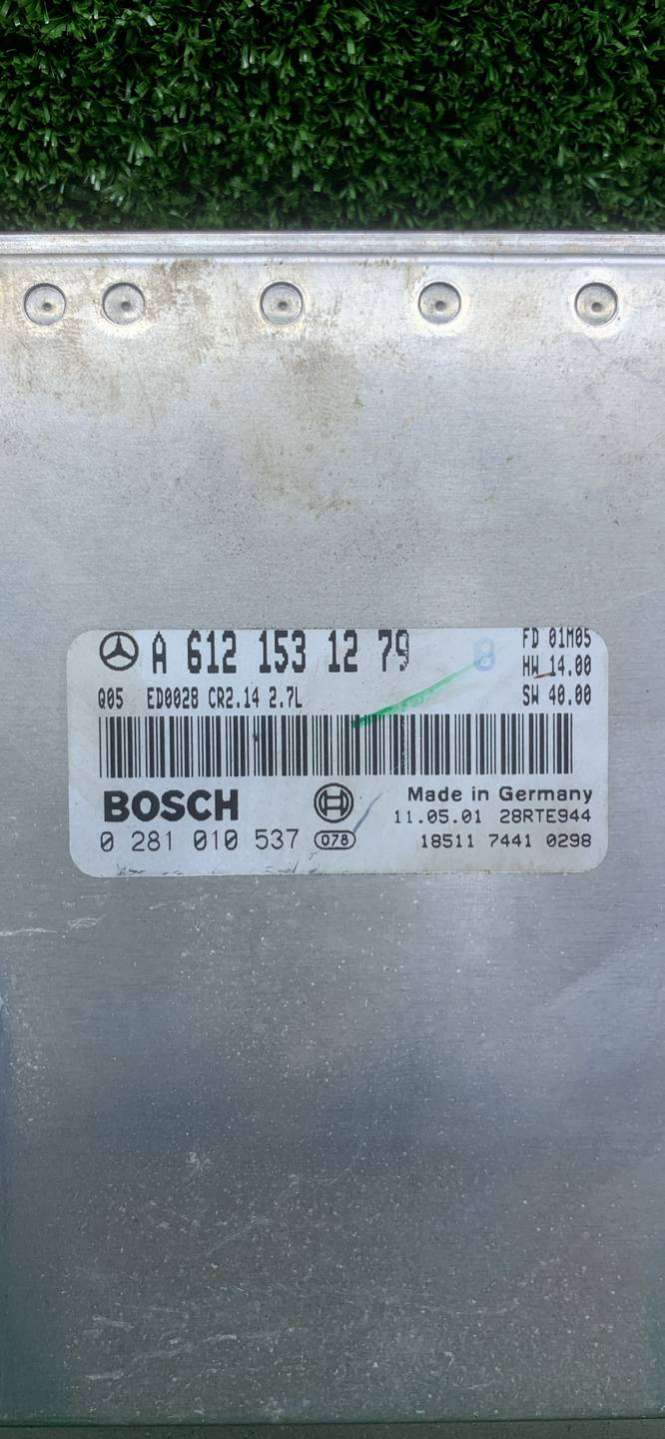 A 612 153 12 79 8
FD 01M05
HW 14.00
Q05 ED0028 CR2.14 2.7L
SW 40.00
BOSCH
Made in Germany
11.05.01 28RTE944
0 281 010 537 078
18511 7441 0298